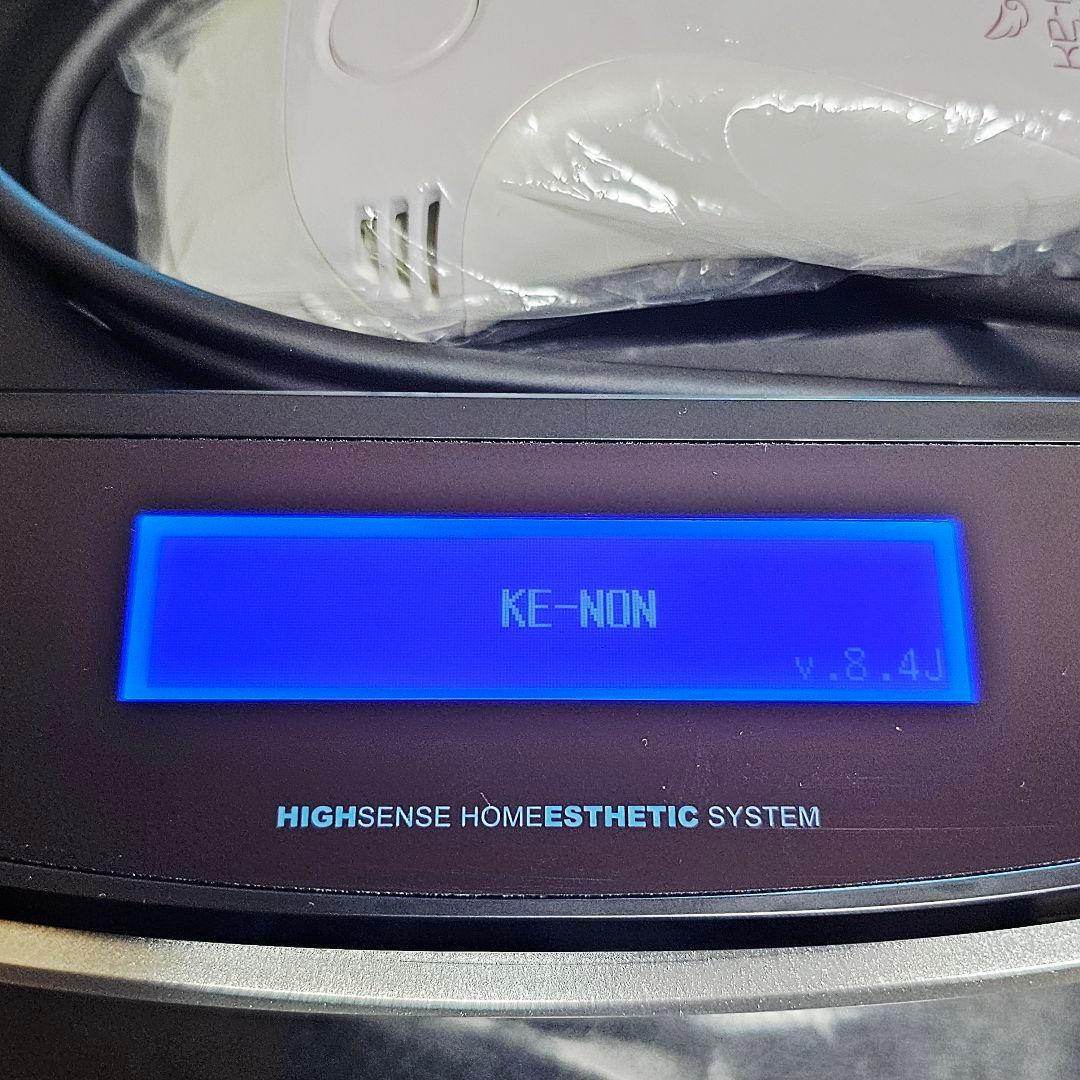 KE-NON
v.8.4J
HIGHSENSE HOMEESTHETIC SYSTEM